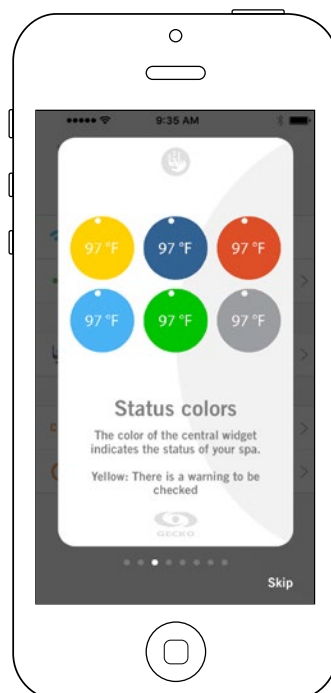 9:35 AM
97 °F 97 °F 97 °F
97 °F 97 °F 97 °F
Status colors
The color of the central widget
indicates the status of your spa.
Yellow: There is a warning to be
checked
GECKO
Skip